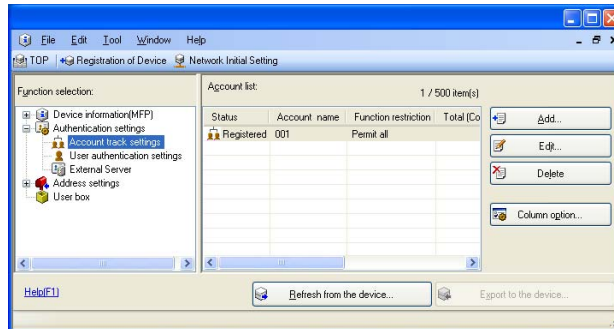 File Edit Tool Window Help
TOP Registration of Device Network Initial Setting
Function selection:
Device information(MFP)
Authentication settings
Account track settings
User authentication settings
External Server
Address settings
User box
Account list:
1 / 500 item(s)
Status Account name Function restriction Total (Co
Registered 001 Permit all
Add...
Edit...
Delete
Column option...
Help(F1)
Refresh from the device...
Export to the device...